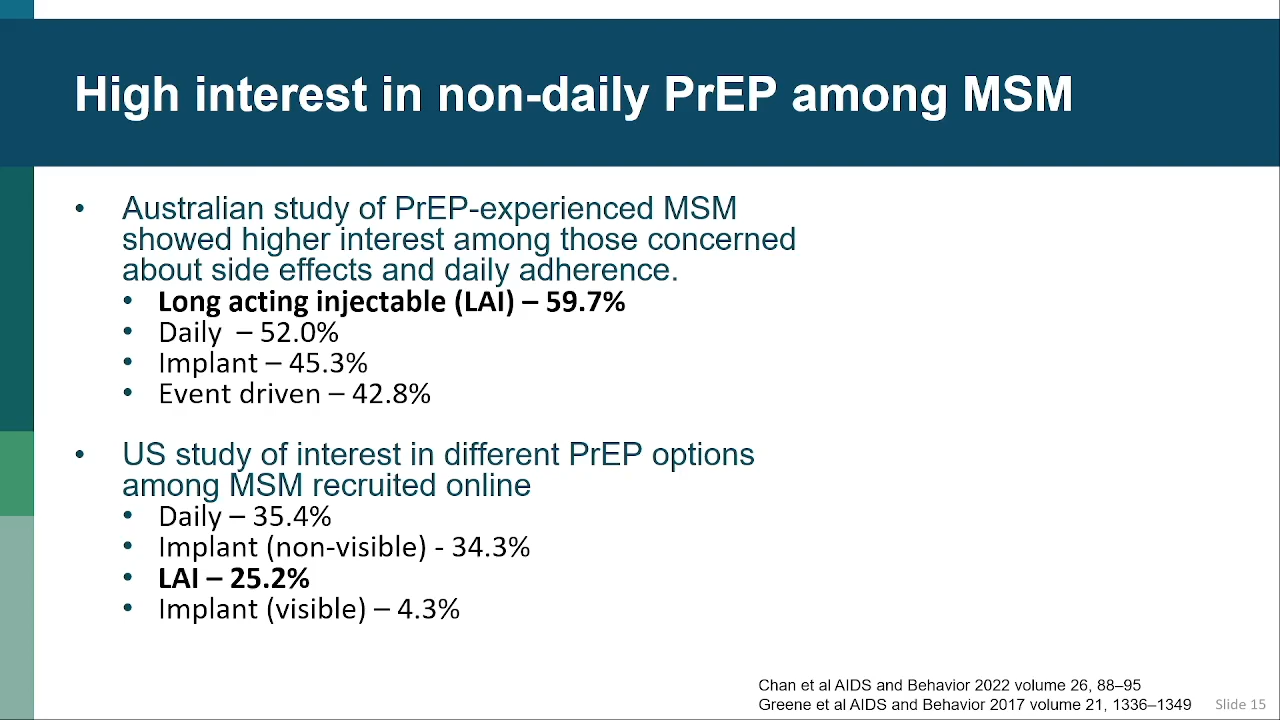 High interest in non-daily PrEP among MSM
• Australian study of PrEP-experienced MSM
showed higher interest among those concerned
about side effects and daily adherence.
• Long acting injectable (LAI) – 59.7%
• Daily – 52.0%
• Implant – 45.3%
• Event driven – 42.8%
• US study of interest in different PrEP options
among MSM recruited online
• Daily – 35.4%
• Implant (non-visible) - 34.3%
• LAI – 25.2%
• Implant (visible) – 4.3%
Chan et al AIDS and Behavior 2022 volume 26, 88–95
Greene et al AIDS and Behavior 2017 volume 21, 1336–1349
Slide 15